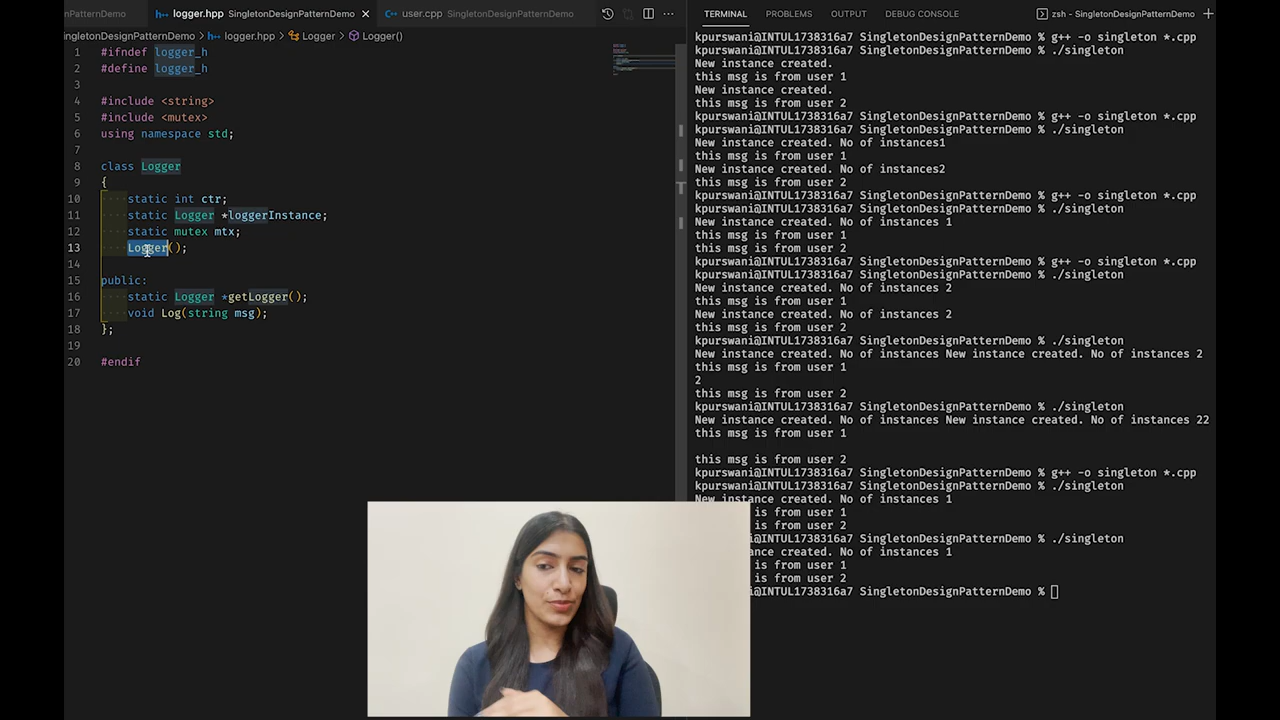 logger.hpp SingletonDesignPatternDemo
user.cpp SingletonDesignPatternDemo
TERMINAL PROBLEMS OUTPUT DEBUG CONSOLE
zsh - SingletonDesignPatternDemo
ingletonDesignPatternDemo > logger.hpp > Logger > Logger()
1 #ifndef logger_h
2 #define logger_h
3
4 #include <string>
5 #include <mutex>
6 using namespace std;
7
8 class Logger
9 {
10 static int ctr;
11 static Logger *loggerInstance;
12 static mutex mtx;
13 Logger();
14
15 public:
16 static Logger *getLogger();
17 void Log(string msg);
18 };
19
20 #endif
kpurswani@INTUL1738316a7 SingletonDesignPatternDemo % g++ -o singleton *.cpp
kpurswani@INTUL1738316a7 SingletonDesignPatternDemo % ./singleton
New instance created.
this msg is from user 1
New instance created.
this msg is from user 2
kpurswani@INTUL1738316a7 SingletonDesignPatternDemo % g++ -o singleton *.cpp
kpurswani@INTUL1738316a7 SingletonDesignPatternDemo % ./singleton
New instance created. No of instances1
this msg is from user 1
New instance created. No of instances2
this msg is from user 2
kpurswani@INTUL1738316a7 SingletonDesignPatternDemo % g++ -o singleton *.cpp
kpurswani@INTUL1738316a7 SingletonDesignPatternDemo % ./singleton
New instance created. No of instances 1
this msg is from user 1
this msg is from user 2
kpurswani@INTUL1738316a7 SingletonDesignPatternDemo % g++ -o singleton *.cpp
kpurswani@INTUL1738316a7 SingletonDesignPatternDemo % ./singleton
New instance created. No of instances 2
this msg is from user 1
New instance created. No of instances 2
this msg is from user 2
kpurswani@INTUL1738316a7 SingletonDesignPatternDemo % ./singleton
New instance created. No of instances New instance created. No of instances 2
this msg is from user 1
2
this msg is from user 2
kpurswani@INTUL1738316a7 SingletonDesignPatternDemo % ./singleton
New instance created. No of instances New instance created. No of instances 22
this msg is from user 1
this msg is from user 2
kpurswani@INTUL1738316a7 SingletonDesignPatternDemo % g++ -o singleton *.cpp
kpurswani@INTUL1738316a7 SingletonDesignPatternDemo % ./singleton
New instance created. No of instances 1
is from user 1
is from user 2
@INTUL1738316a7 SingletonDesignPatternDemo % ./singleton
ance created. No of instances 1
is from user 1
is from user 2
@INTUL1738316a7 SingletonDesignPatternDemo %